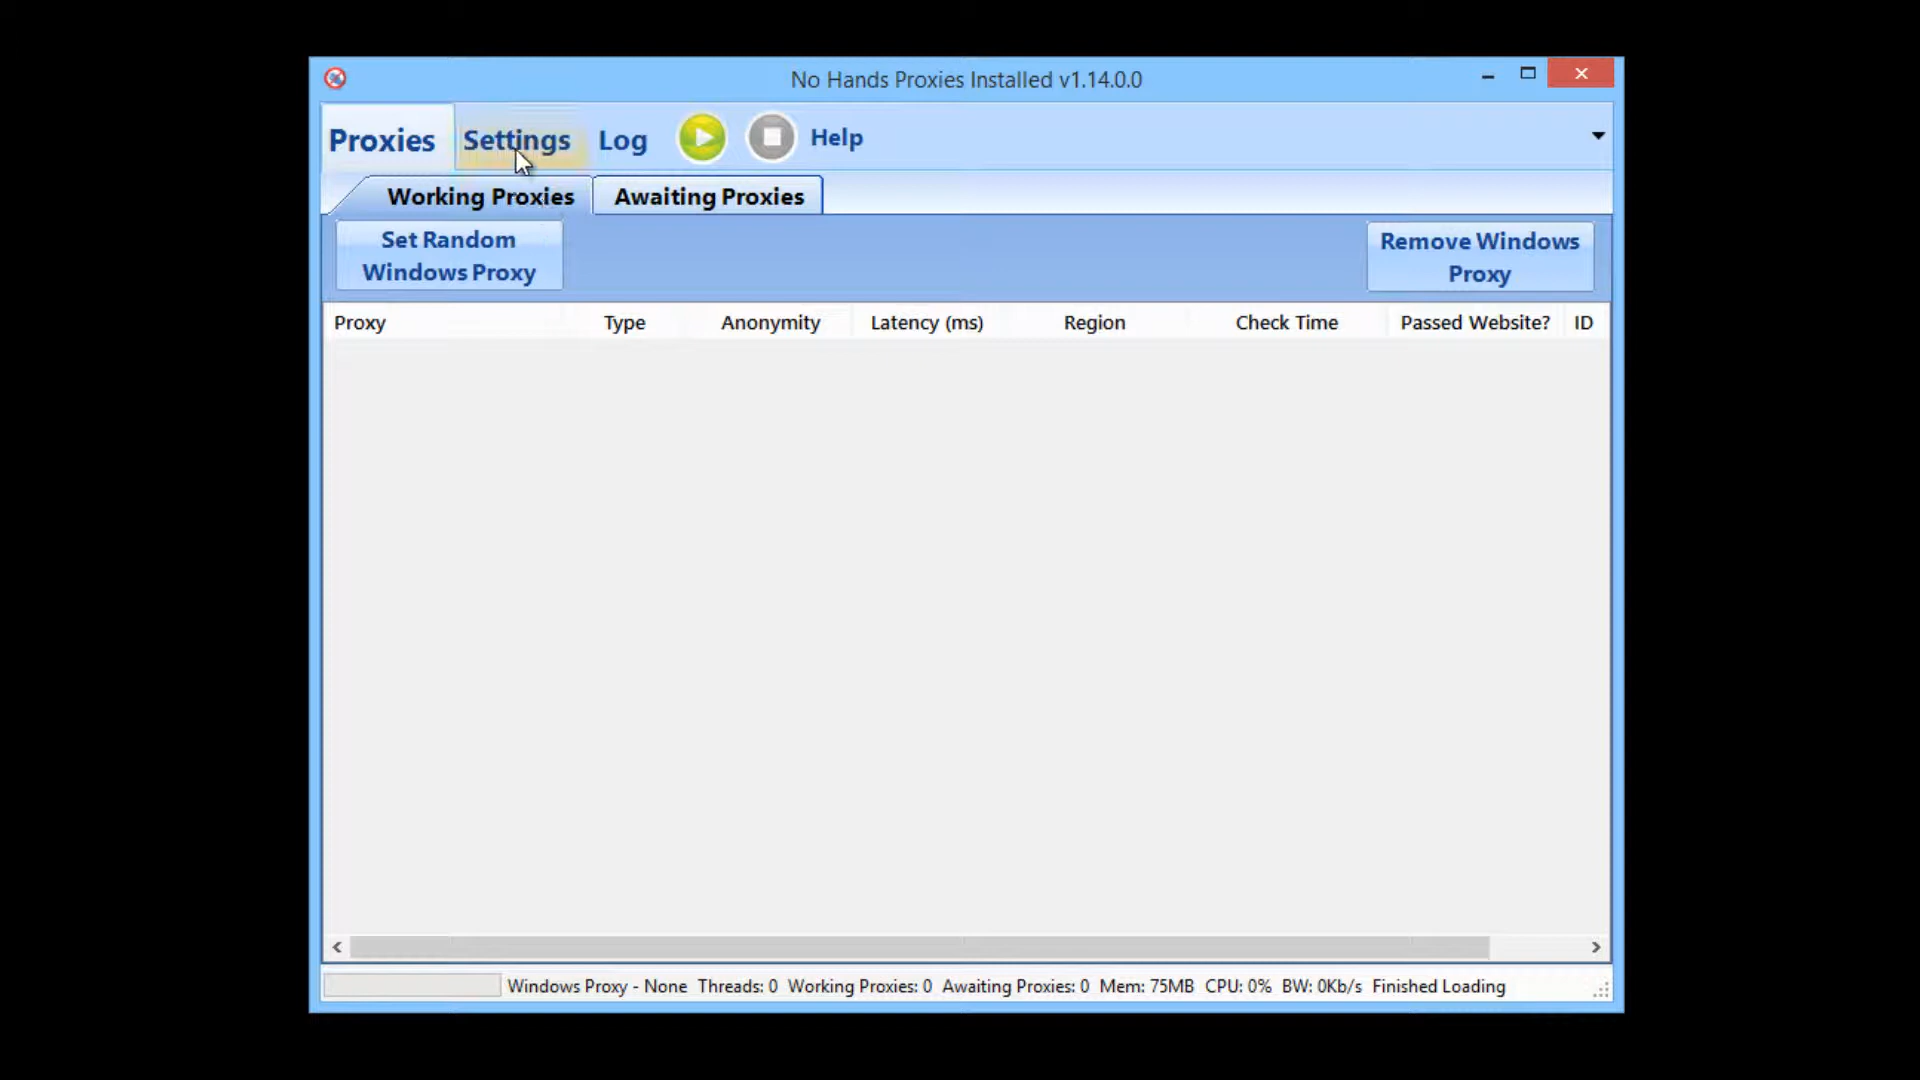 No Hands Proxies Installed v1.14.0.0
Proxies Settings Log Help
Working Proxies Awaiting Proxies
Set Random
Windows Proxy
Remove Windows
Proxy
Proxy Type Anonymity Latency (ms) Region Check Time Passed Website? ID
Windows Proxy - None Threads: 0 Working Proxies: 0 Awaiting Proxies: 0 Mem: 75MB CPU: 0% BW: 0Kb/s Finished Loading